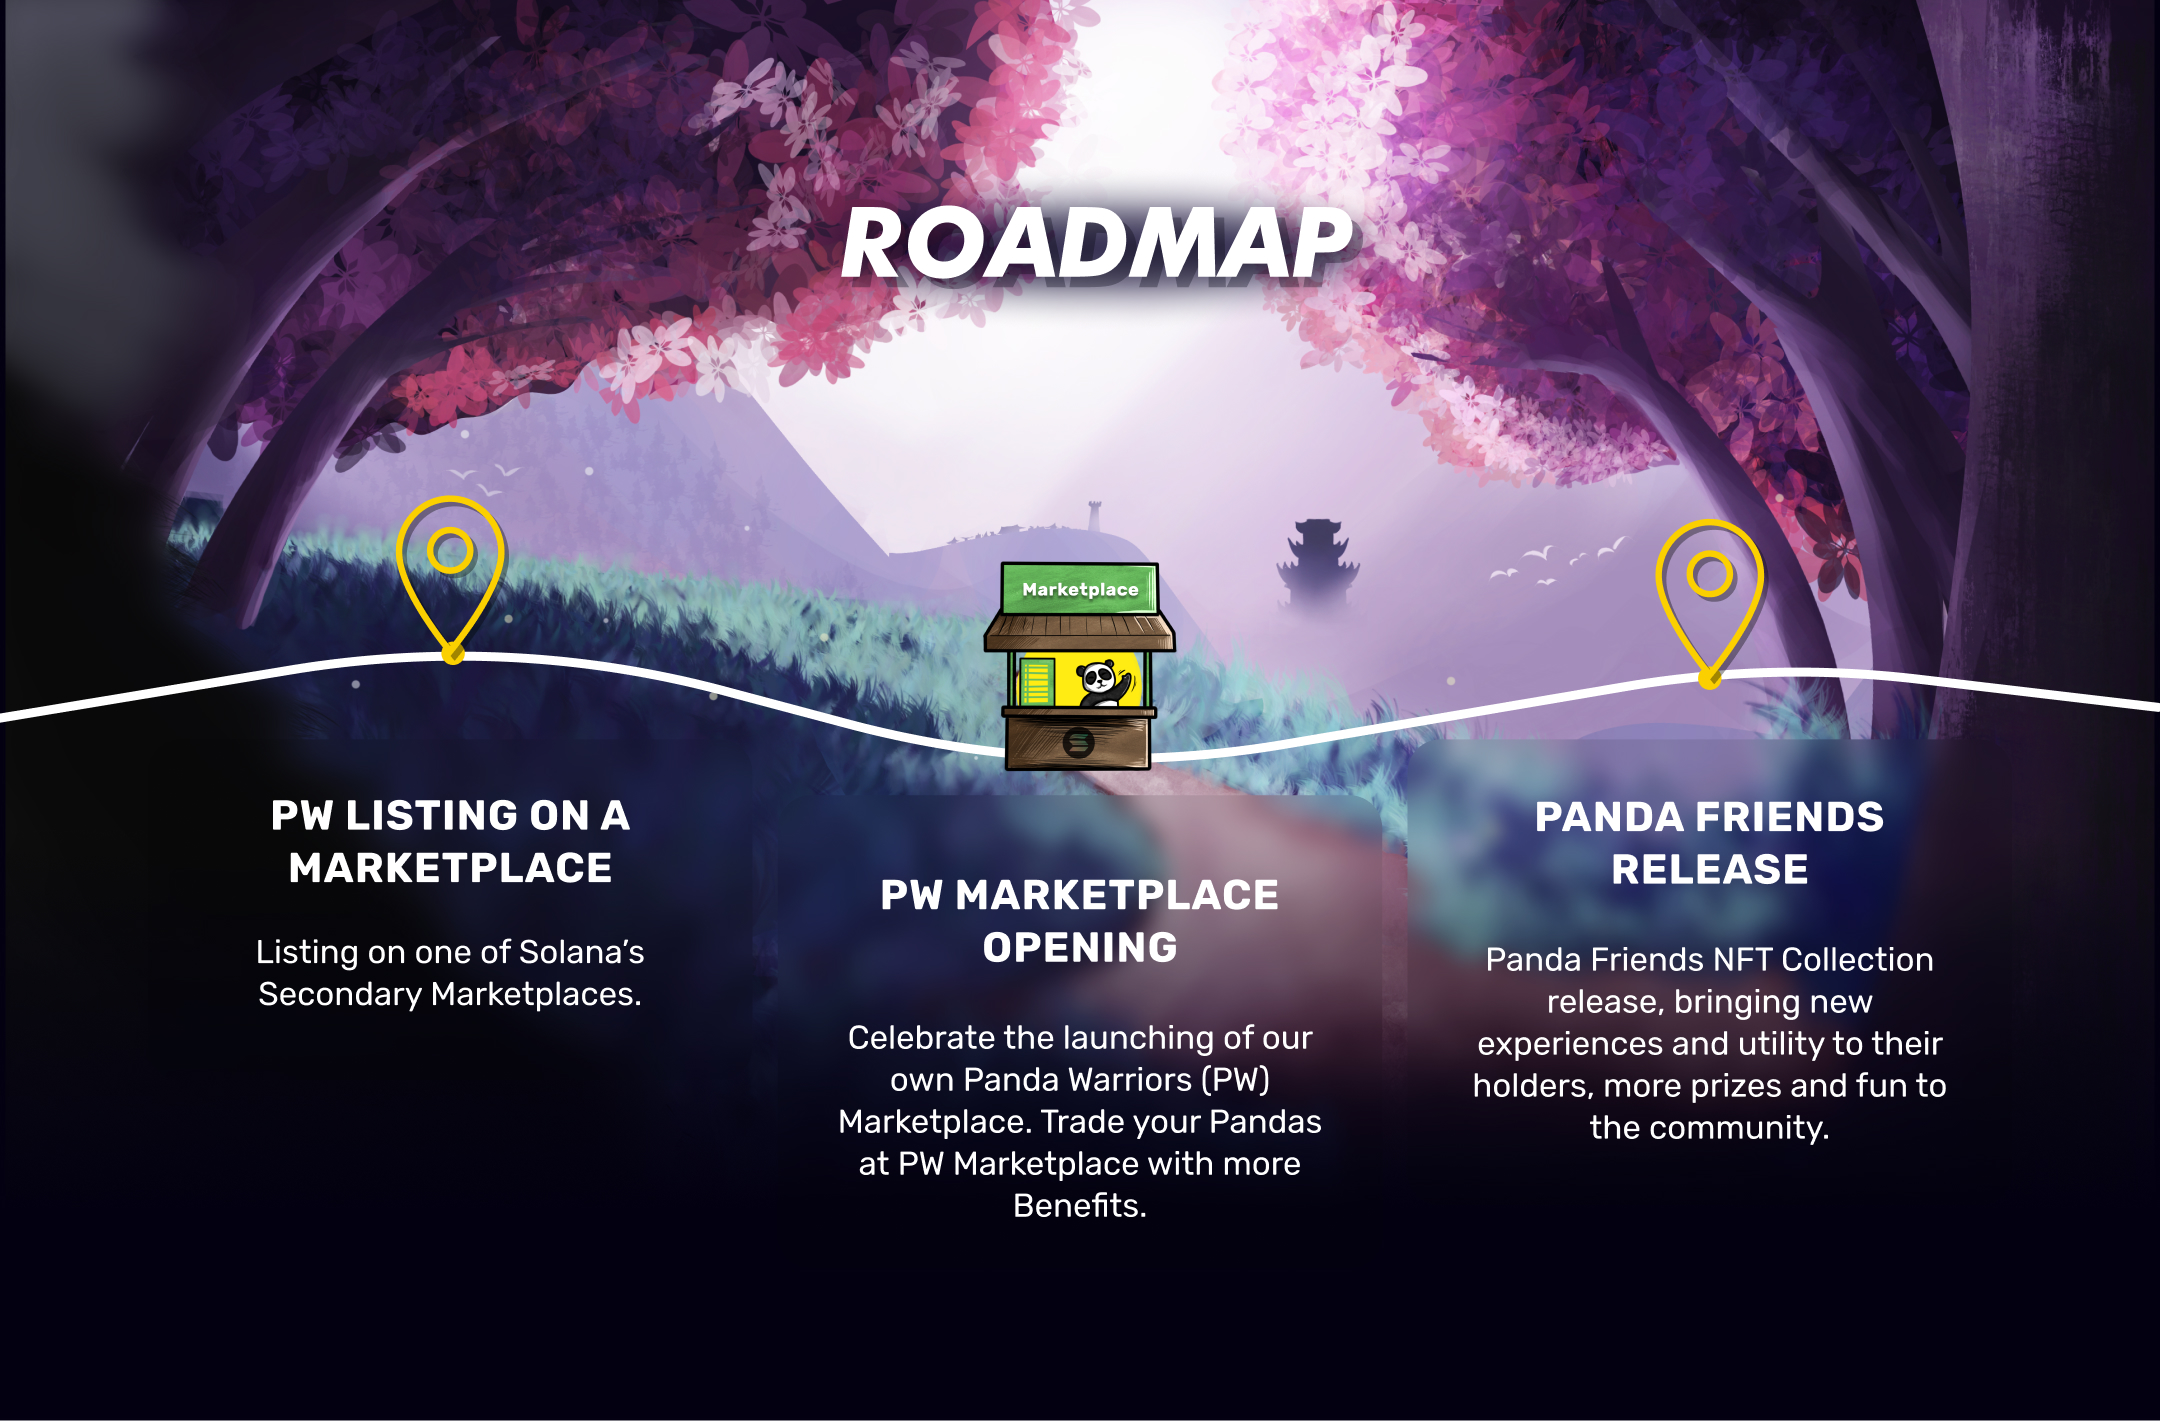 ROADMAP
Marketplace
PW LISTING ON A
MARKETPLACE
Listing on one of Solana’s
Secondary Marketplaces.
PW MARKETPLACE
OPENING
Celebrate the launching of our
own Panda Warriors (PW)
Marketplace. Trade your Pandas
at PW Marketplace with more
Benefits.
PANDA FRIENDS
RELEASE
Panda Friends NFT Collection
release, bringing new
experiences and utility to their
holders, more prizes and fun to
the community.